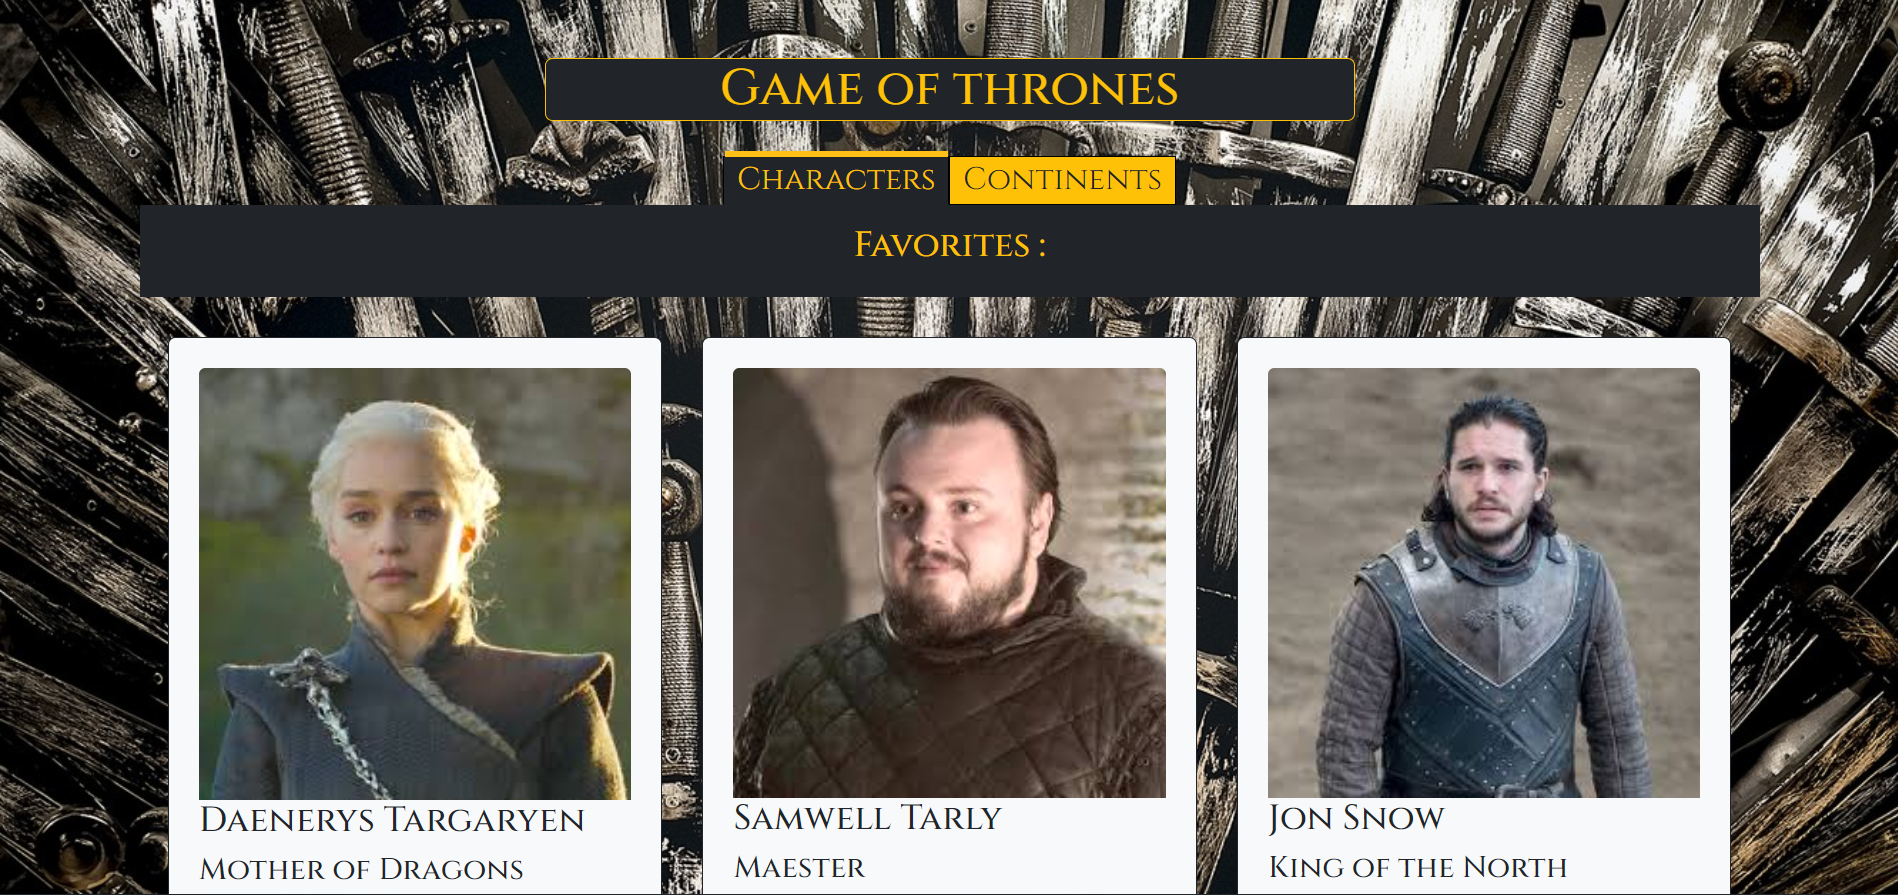 Game of thrones
Characters
Continents
Favorites :
Daenerys Targaryen
Mother of Dragons
Samwell Tarly
Maester
Jon Snow
King of the North